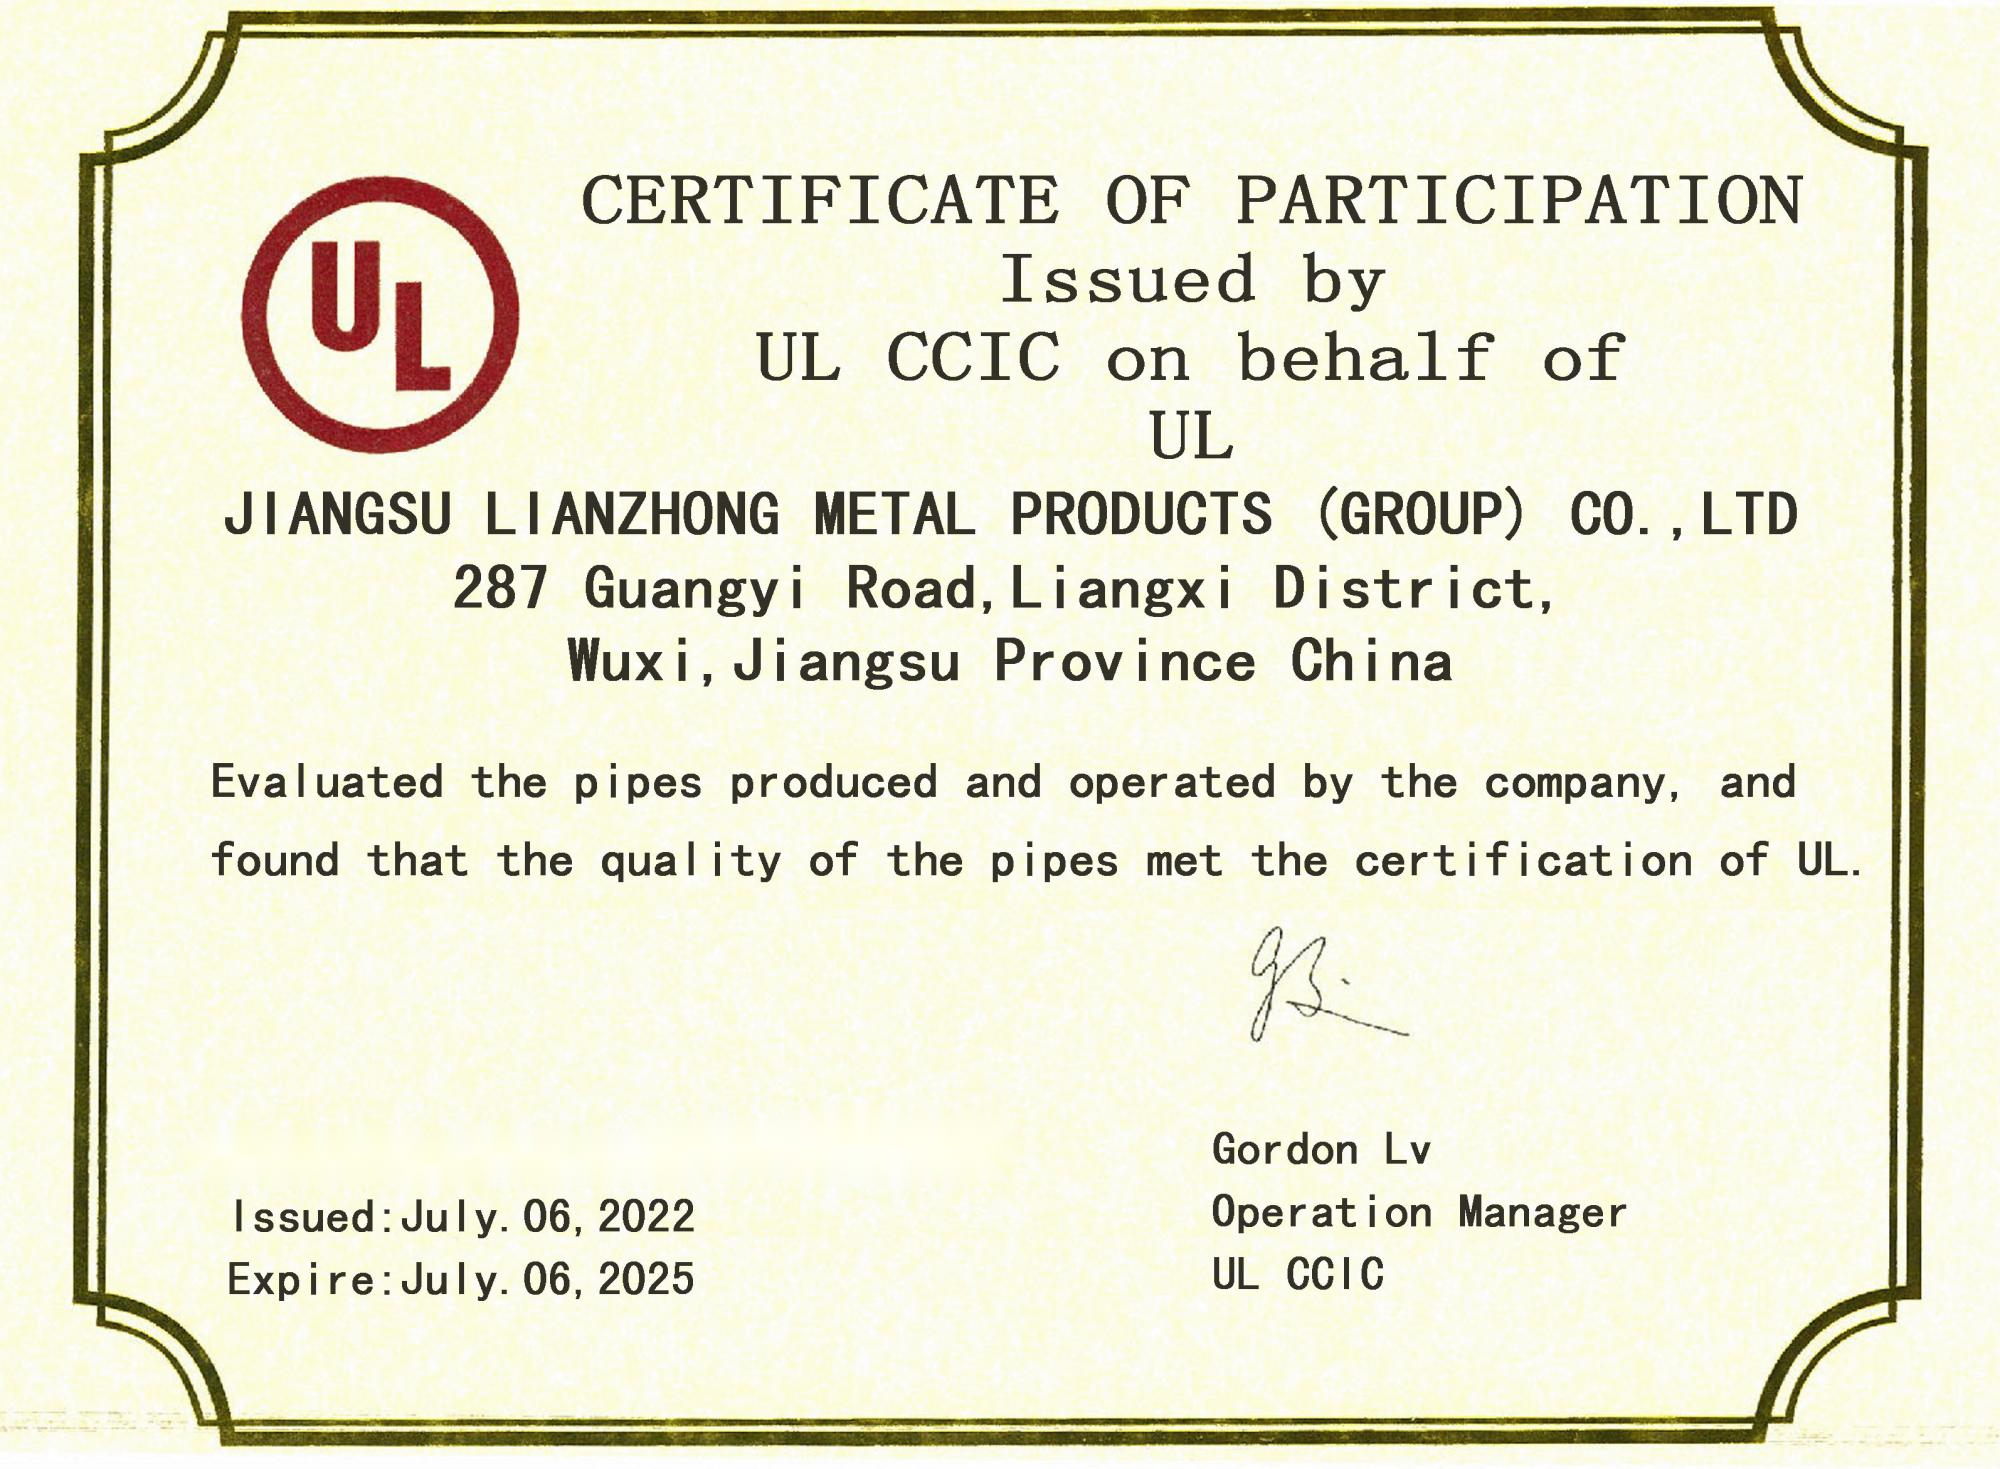 UL
CERTIFICATE OF PARTICIPATION
Issued by
UL CCIC on behalf of
UL
JIANGSU LIANZHONG METAL PRODUCTS (GROUP) CO.,LTD
287 Guangyi Road,Liangxi District,
Wuxi,Jiangsu Province China
Evaluated the pipes produced and operated by the company, and
found that the quality of the pipes met the certification of UL.
Gordon Lv
Operation Manager
UL CCIC
Issued:July.06,2022
Expire:July.06,2025